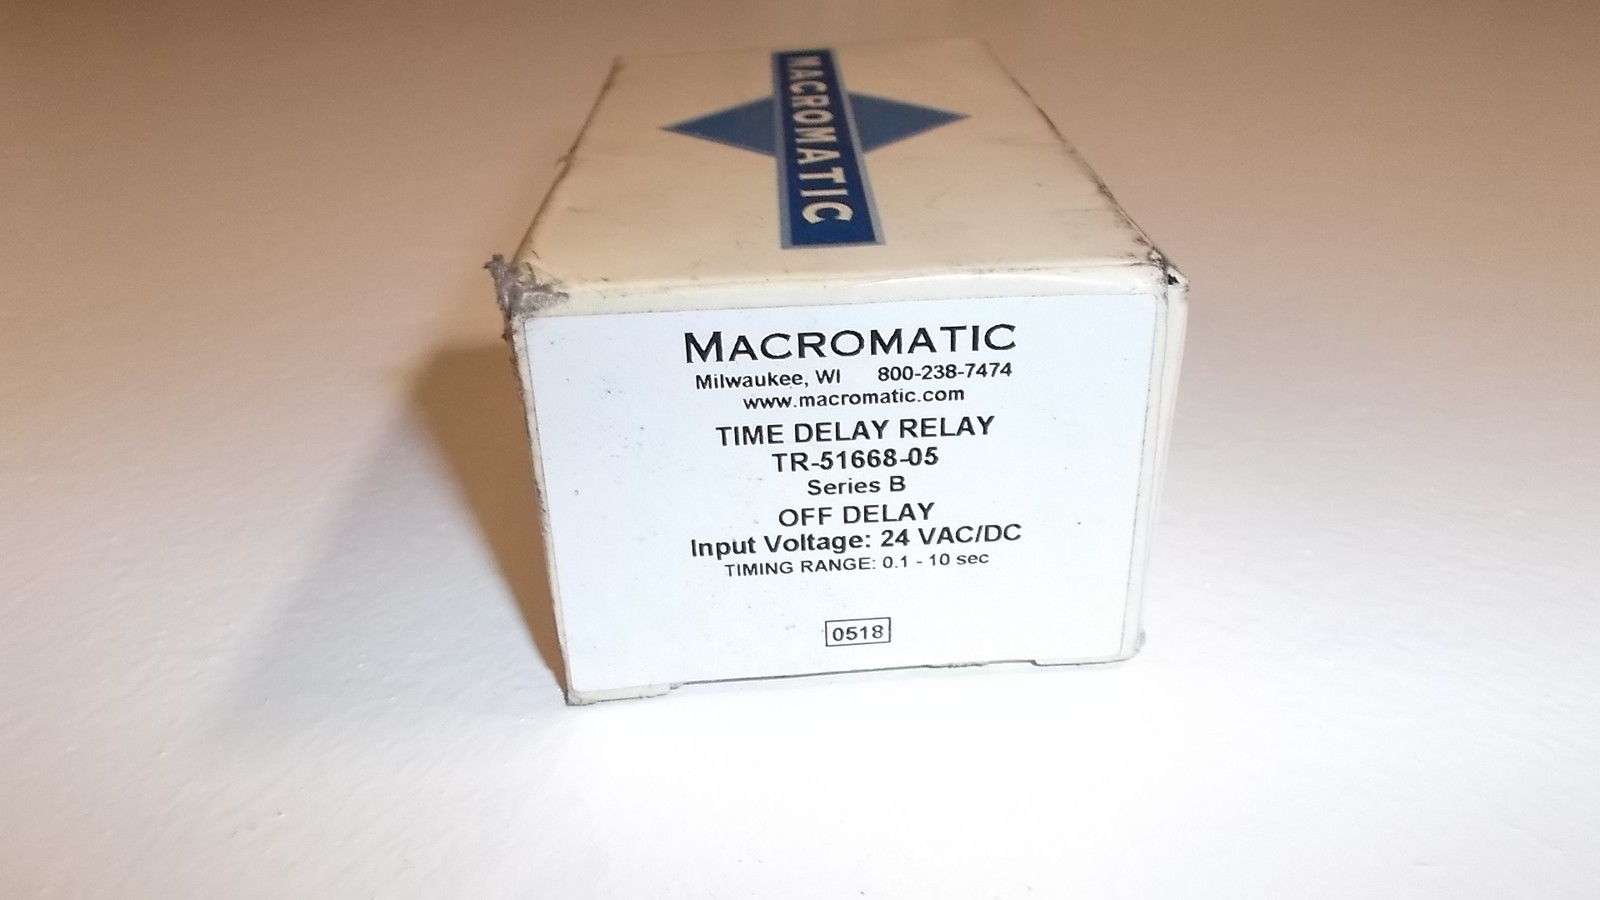 MACROMATIC
MACROMATIC
Milwaukee, WI 800-238-7474
www.macromatic.com
TIME DELAY RELAY
TR-51668-05
Series B
OFF DELAY
Input Voltage: 24 VAC/DC
TIMING RANGE: 0.1 - 10 sec
0518